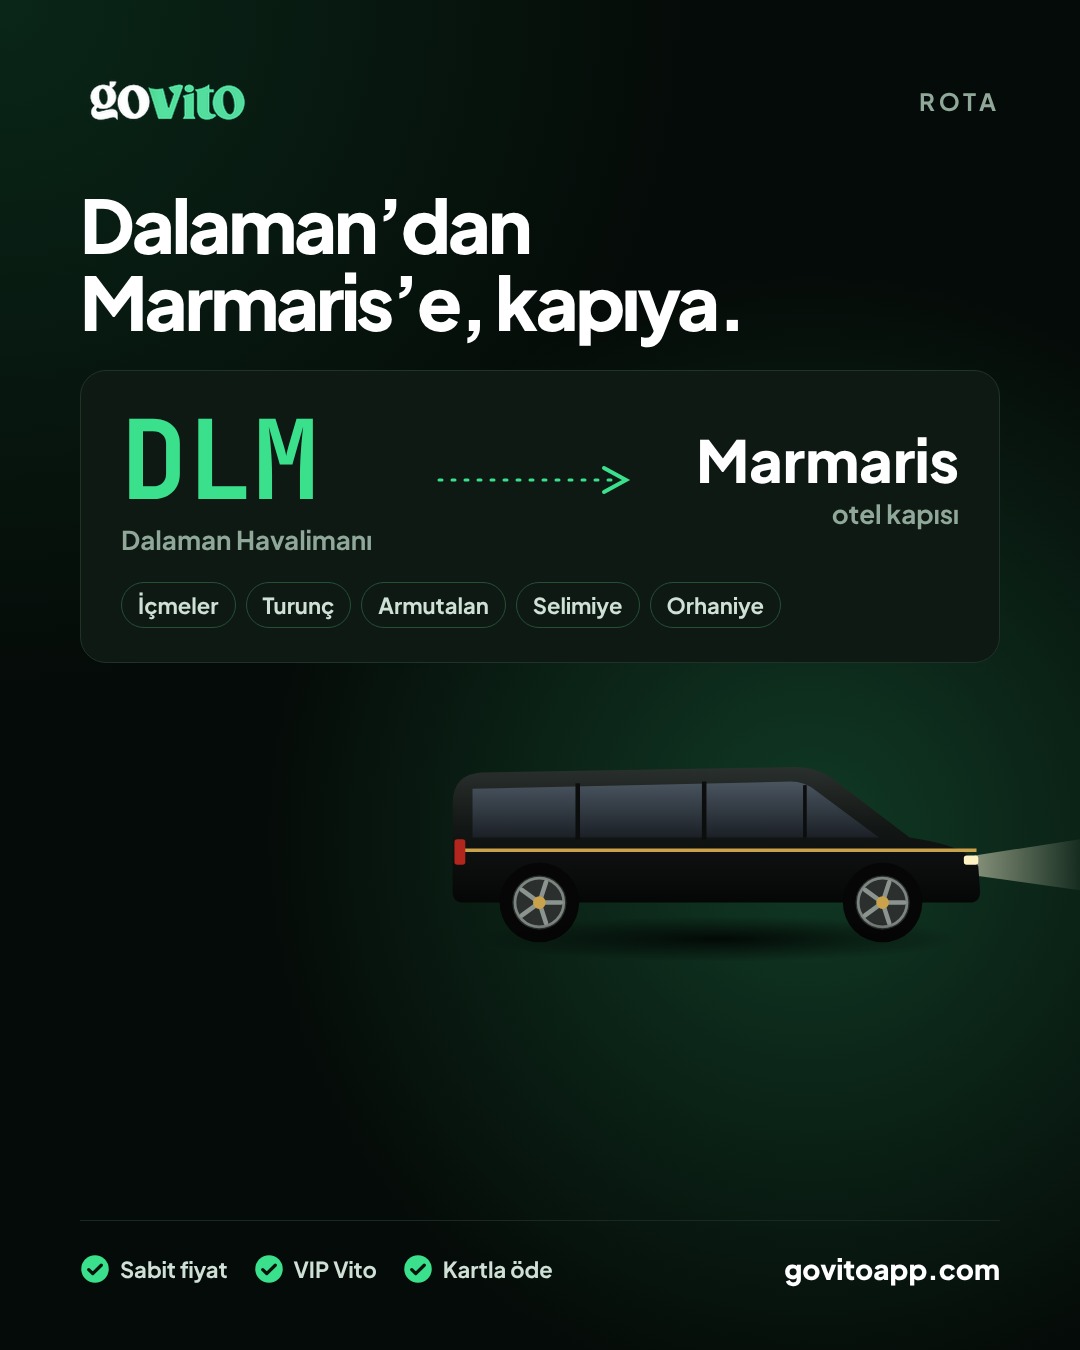 govito
ROTA
Dalaman’dan
Marmaris’e, kapıya.
DLM
Marmaris
otel kapısı
Dalaman Havalimanı
İçmeler Turunç Armutalan Selimiye Orhaniye
Sabit fiyat VIP Vito Kartla öde
govitoapp.com